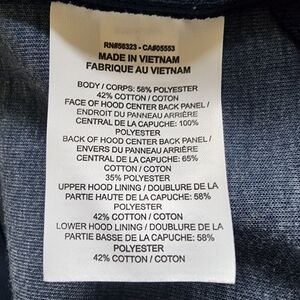 RN#56323 - CA#05553
MADE IN VIETNAM
FABRIQUE AU VIETNAM
BODY / CORPS: 58% POLYESTER
42% COTTON / COTON
FACE OF HOOD CENTER BACK PANEL /
ENDROIT DU PANNEAU ARRIÈRE
CENTRAL DE LA CAPUCHE: 100%
POLYESTER
BACK OF HOOD CENTER BACK PANEL /
ENVERS DU PANNEAU ARRIÈRE
CENTRAL DE LA CAPUCHE: 65%
COTTON / COTON
35% POLYESTER
UPPER HOOD LINING / DOUBLURE DE LA
PARTIE HAUTE DE LA CAPUCHE: 58%
POLYESTER
42% COTTON / COTON
LOWER HOOD LINING / DOUBLURE DE LA
PARTIE BASSE DE LA CAPUCHE: 58%
POLYESTER
42% COTTON / COTON